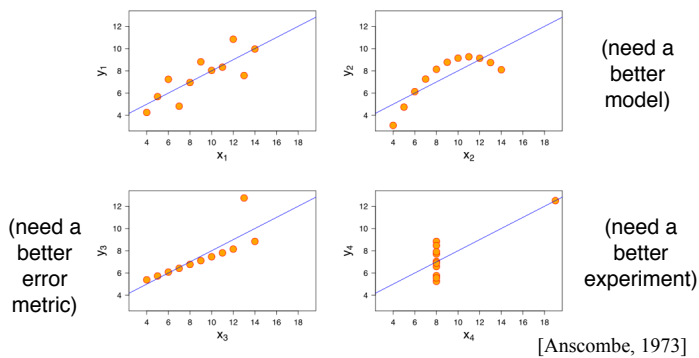 12
10
8
6
4
y1
4 6 8 10 12 14 16 18
x1
12
10
8
6
4
y2
4 6 8 10 12 14 16 18
x2
(need a
better
model)
(need a
better
error
metric)
12
10
8
6
4
y3
4 6 8 10 12 14 16 18
x3
12
10
8
6
4
y4
4 6 8 10 12 14 16 18
x4
(need a
better
experiment)
[Anscombe, 1973]